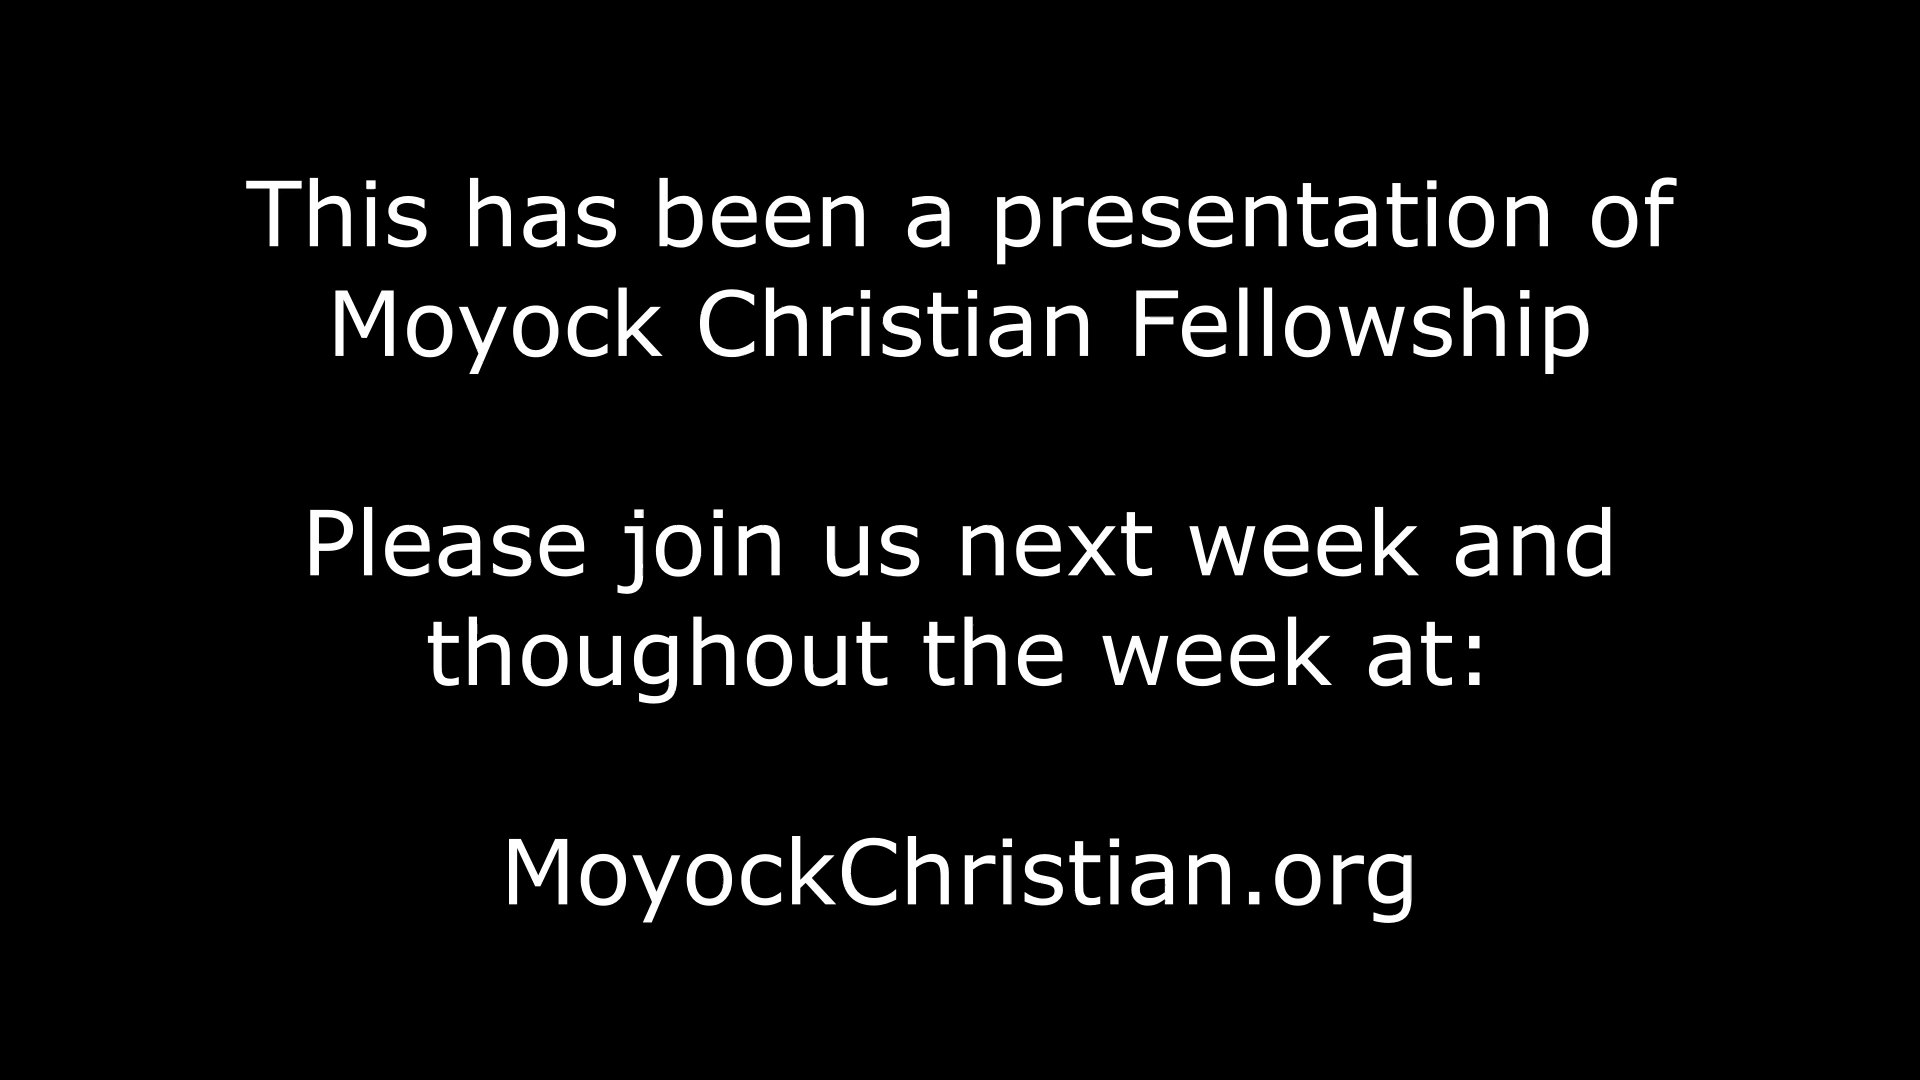 This has been a presentation of
Moyock Christian Fellowship
Please join us next week and
thoughout the week at:
MoyockChristian.org